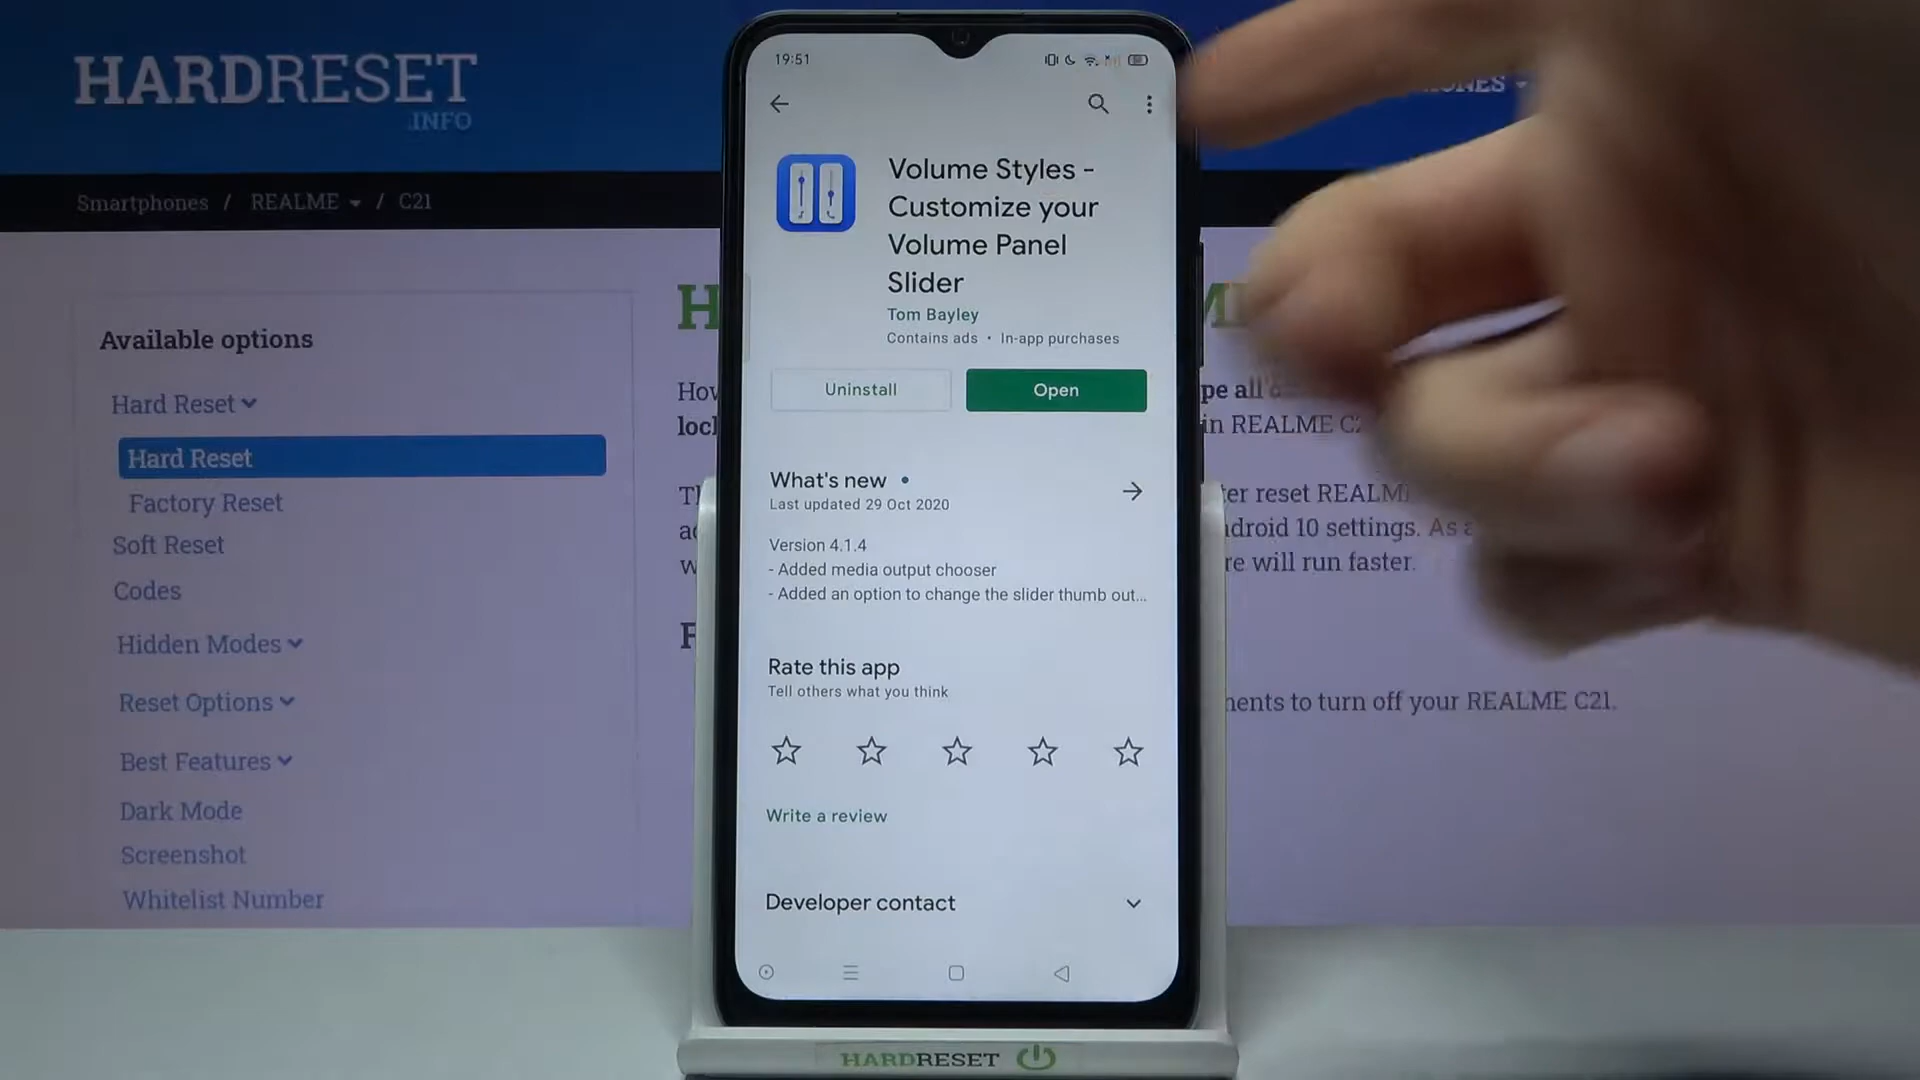 HARDRESET
.INFO
Smartphones / REALME / C21
Available options
Hard Reset
Hard Reset
Factory Reset
Soft Reset
Codes
Hidden Modes
Reset Options
Best Features
Dark Mode
Screenshot
Whitelist Number
19:51
Volume Styles -
Customize your
Volume Panel
Slider
Tom Bayley
Contains ads • In-app purchases
Uninstall
Open
What's new •
Last updated 29 Oct 2020
Version 4.1.4
- Added media output chooser
- Added an option to change the slider thumb out...
Rate this app
Tell others what you think
Write a review
Developer contact
in REALME
reset REALME
10 settings. As
will run faster.
to turn off your REALME C21.
HARDRESET